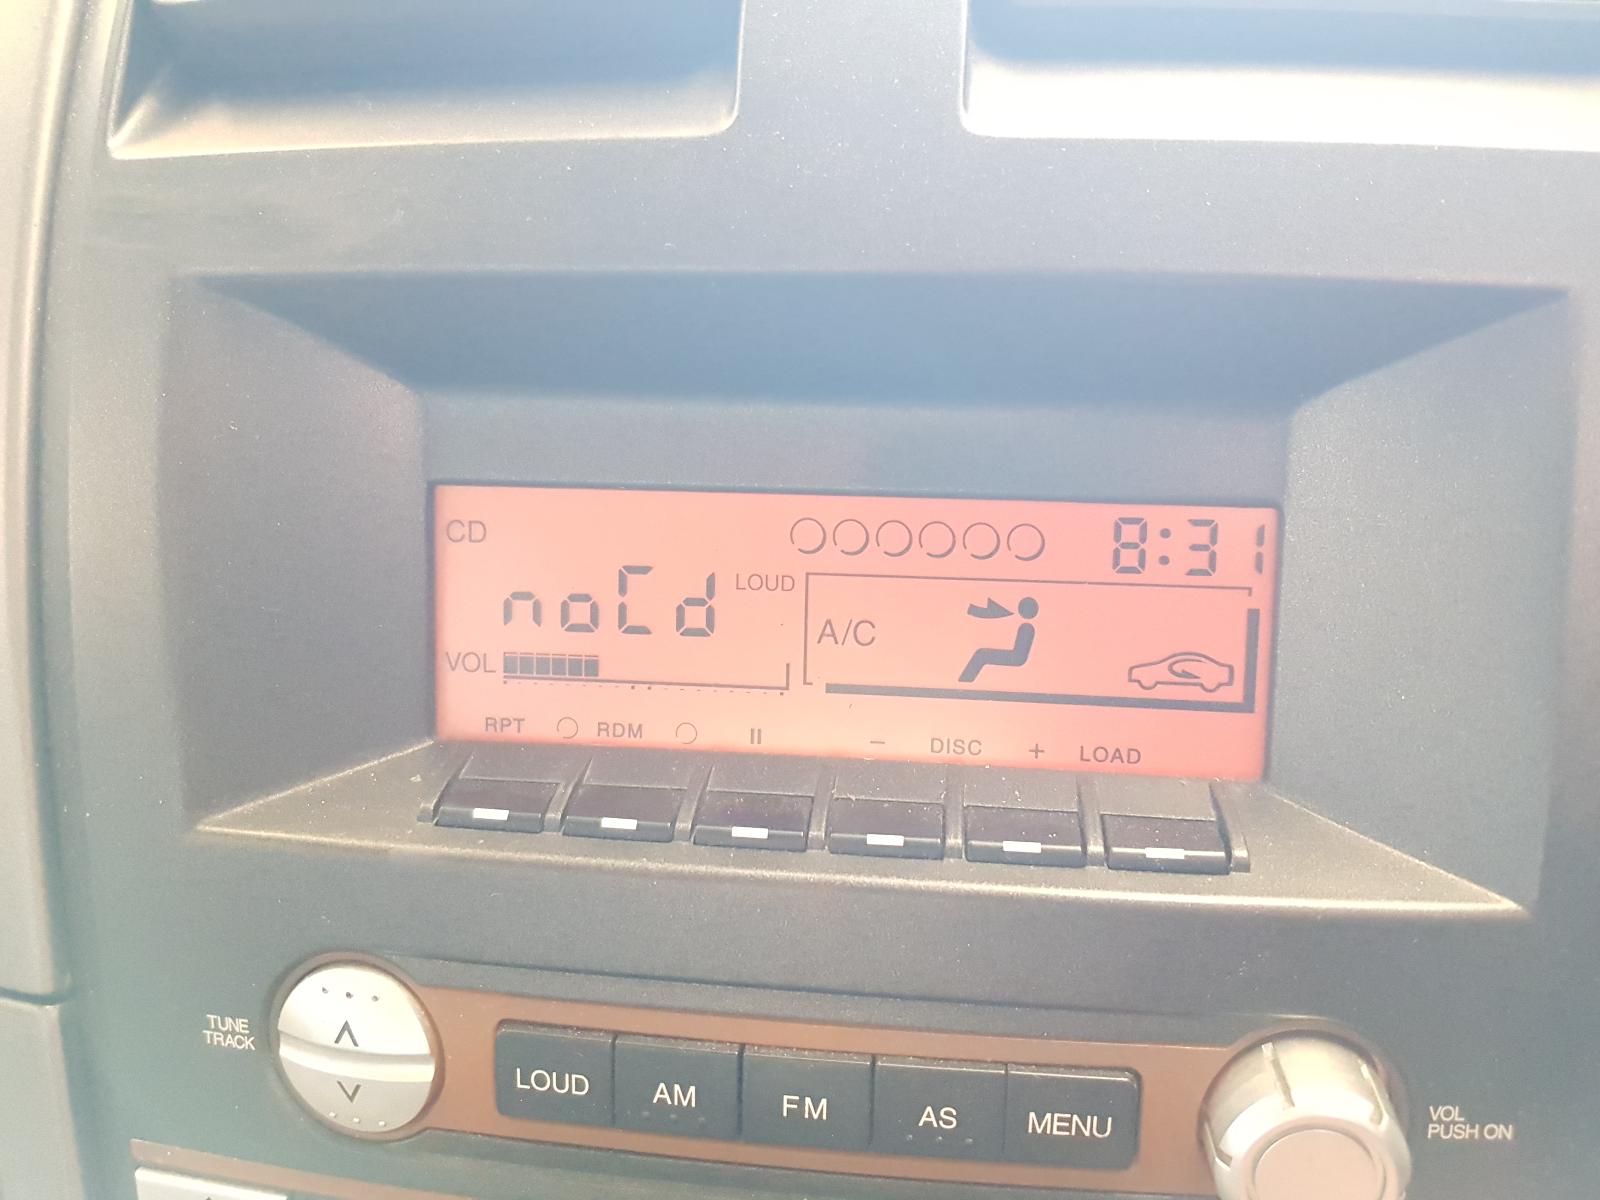 CD 8:31
noCd LOUD
A/C
VOL
RPT RDM II − DISC + LOAD
TUNE
TRACK
LOUD AM FM AS MENU
VOL
PUSH ON